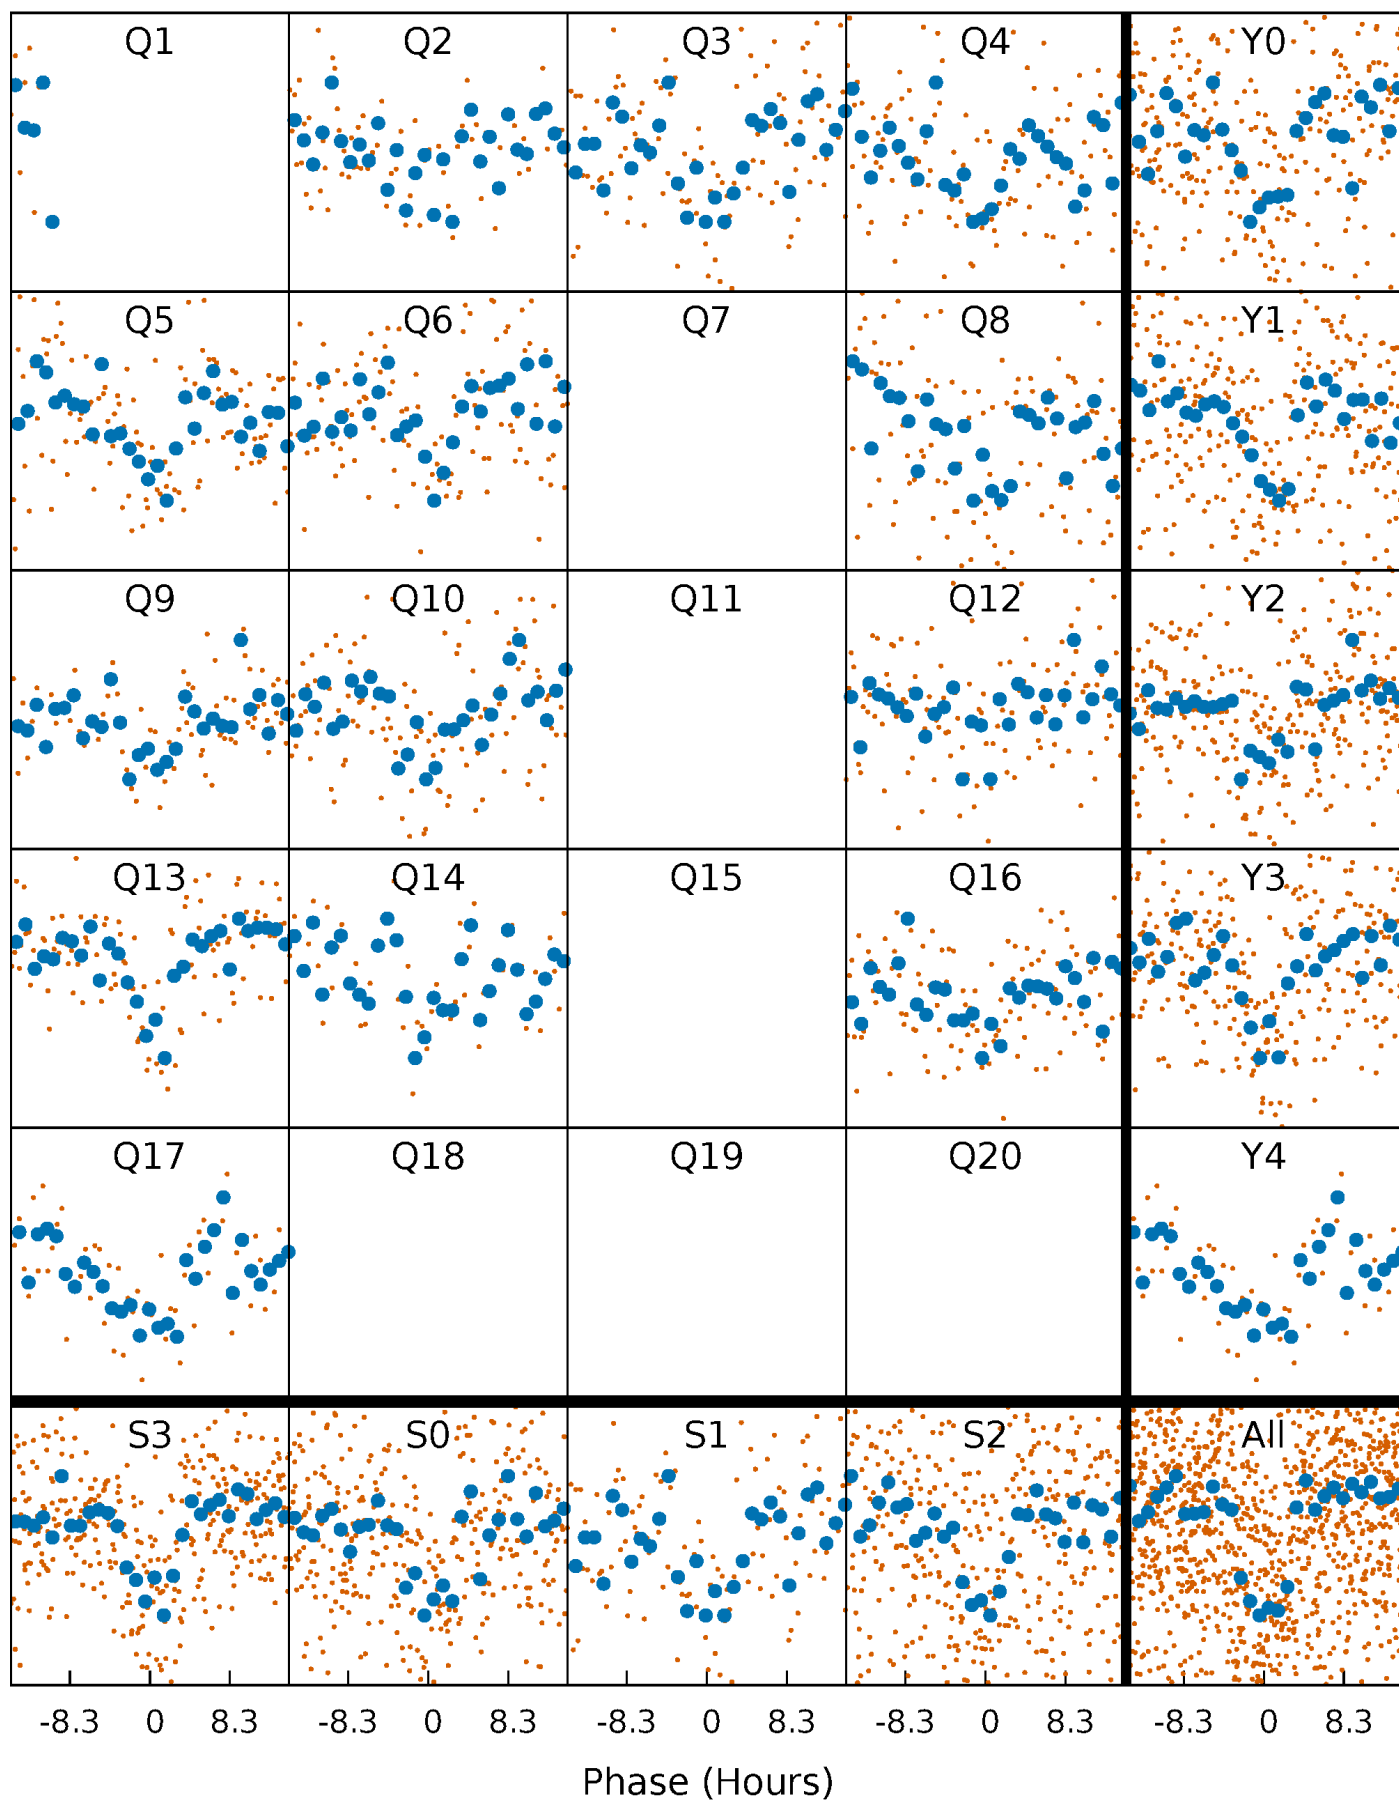 Q1 Q2 Q3 Q4 Y0
Q5 Q6 Q7 Q8 Y1
Q9 Q10 Q11 Q12 Y2
Q13 Q14 Q15 Q16 Y3
Q17 Q18 Q19 Q20 Y4
S3 S0 S1 S2 All
-8.3 0 8.3 -8.3 0 8.3 -8.3 0 8.3 -8.3 0 8.3 -8.3 0 8.3
Phase (Hours)